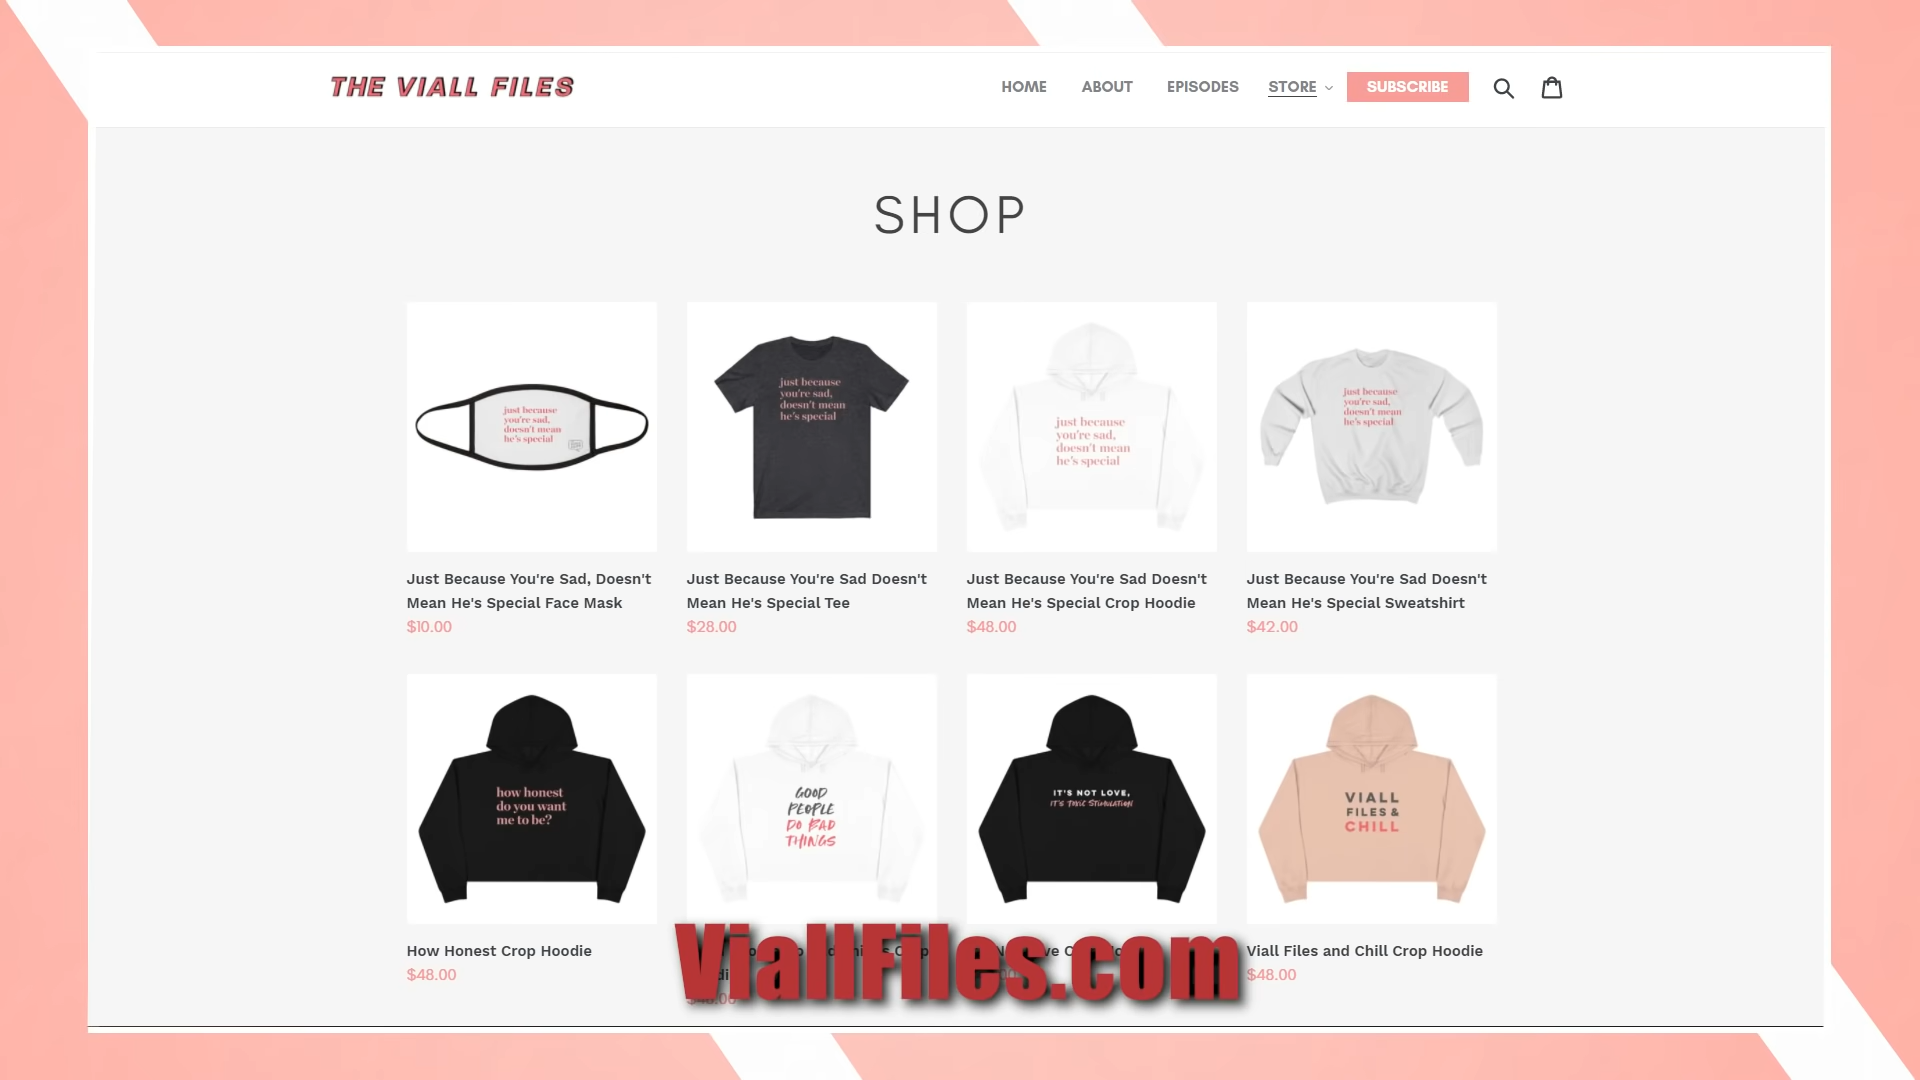 THE VIALL FILES
HOME ABOUT EPISODES STORE SUBSCRIBE
SHOP
just because
you're sad,
doesn't mean
he's special
just because
you're sad,
doesn't mean
he's special
just because
you're sad,
doesn't mean
he's special
just because
you're sad,
doesn't mean
he's special
Just Because You're Sad, Doesn't
Mean He's Special Face Mask
$10.00
Just Because You're Sad Doesn't
Mean He's Special Tee
$28.00
Just Because You're Sad Doesn't
Mean He's Special Crop Hoodie
$48.00
Just Because You're Sad Doesn't
Mean He's Special Sweatshirt
$42.00
how honest
do you want
me to be?
GOOD
PEOPLE
DO BAD
THINGS
IT'S NOT LOVE,
IT'S TOXIC STIMULATION
VIALL
FILES &
CHILL
How Honest Crop Hoodie
$48.00
Viall Files and Chill Crop Hoodie
$48.00
ViallFiles.com